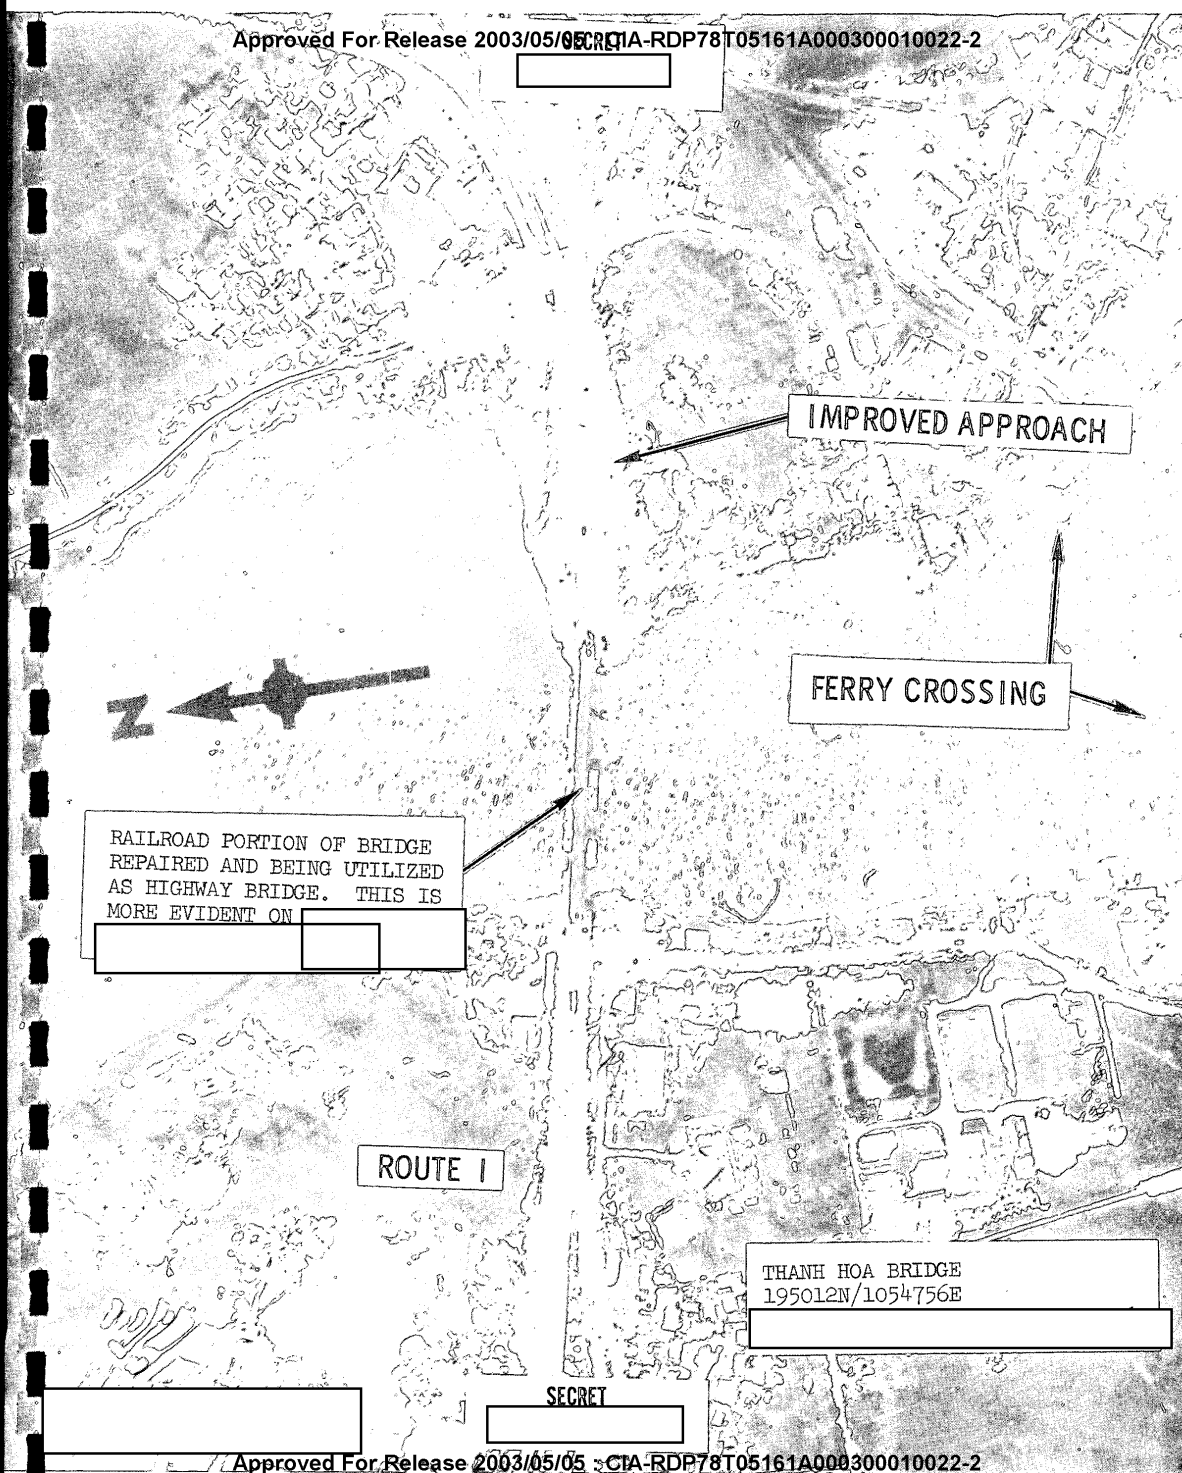 Approved For Release 2003/05/05 : CIA-RDP78T05161A000300010022-2
SECRET
IMPROVED APPROACH
FERRY CROSSING
N
RAILROAD PORTION OF BRIDGE
REPAIRED AND BEING UTILIZED
AS HIGHWAY BRIDGE. THIS IS
MORE EVIDENT ON
ROUTE 1
THANH HOA BRIDGE
195012N/1054756E
SECRET
Approved For Release 2003/05/05 : CIA-RDP78T05161A000300010022-2